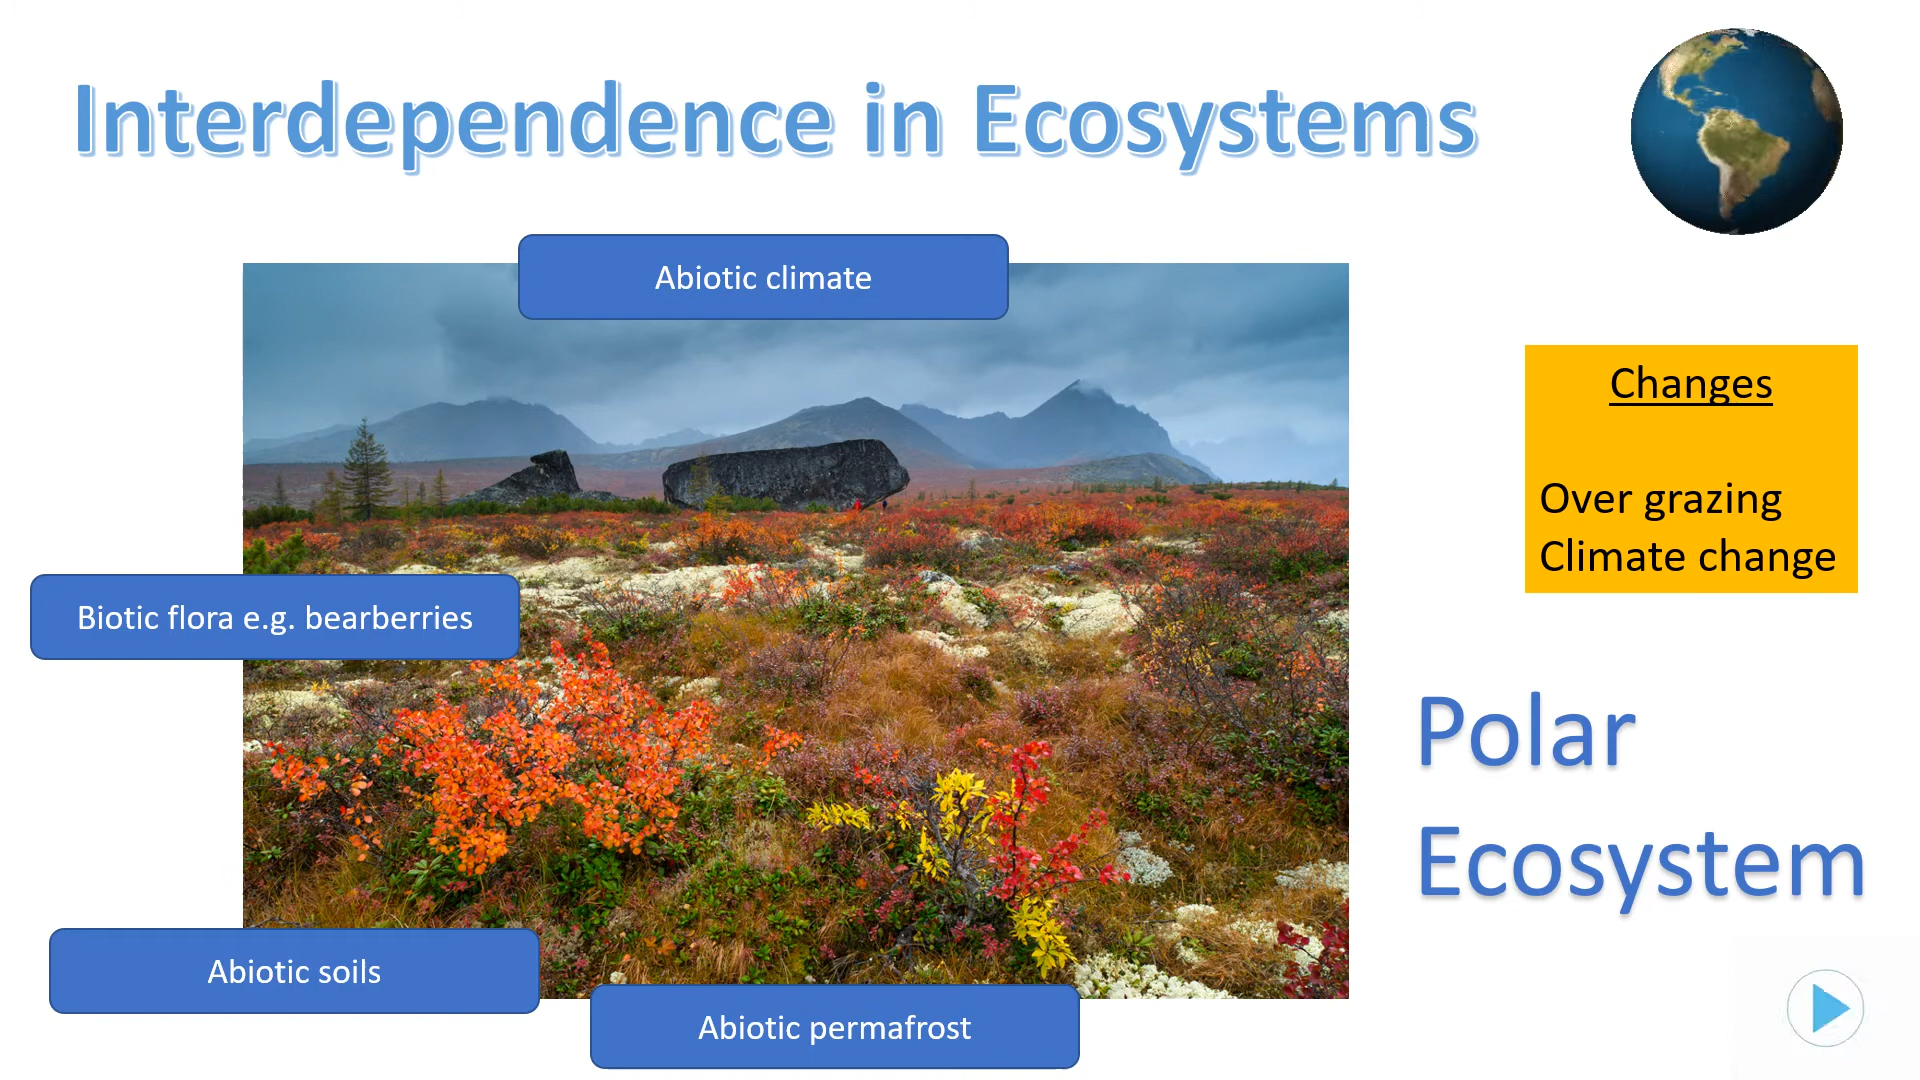 Interdependence in Ecosystems
Abiotic climate
Changes
Over grazing
Climate change
Biotic flora e.g. bearberries
Polar
Ecosystem
Abiotic soils
Abiotic permafrost